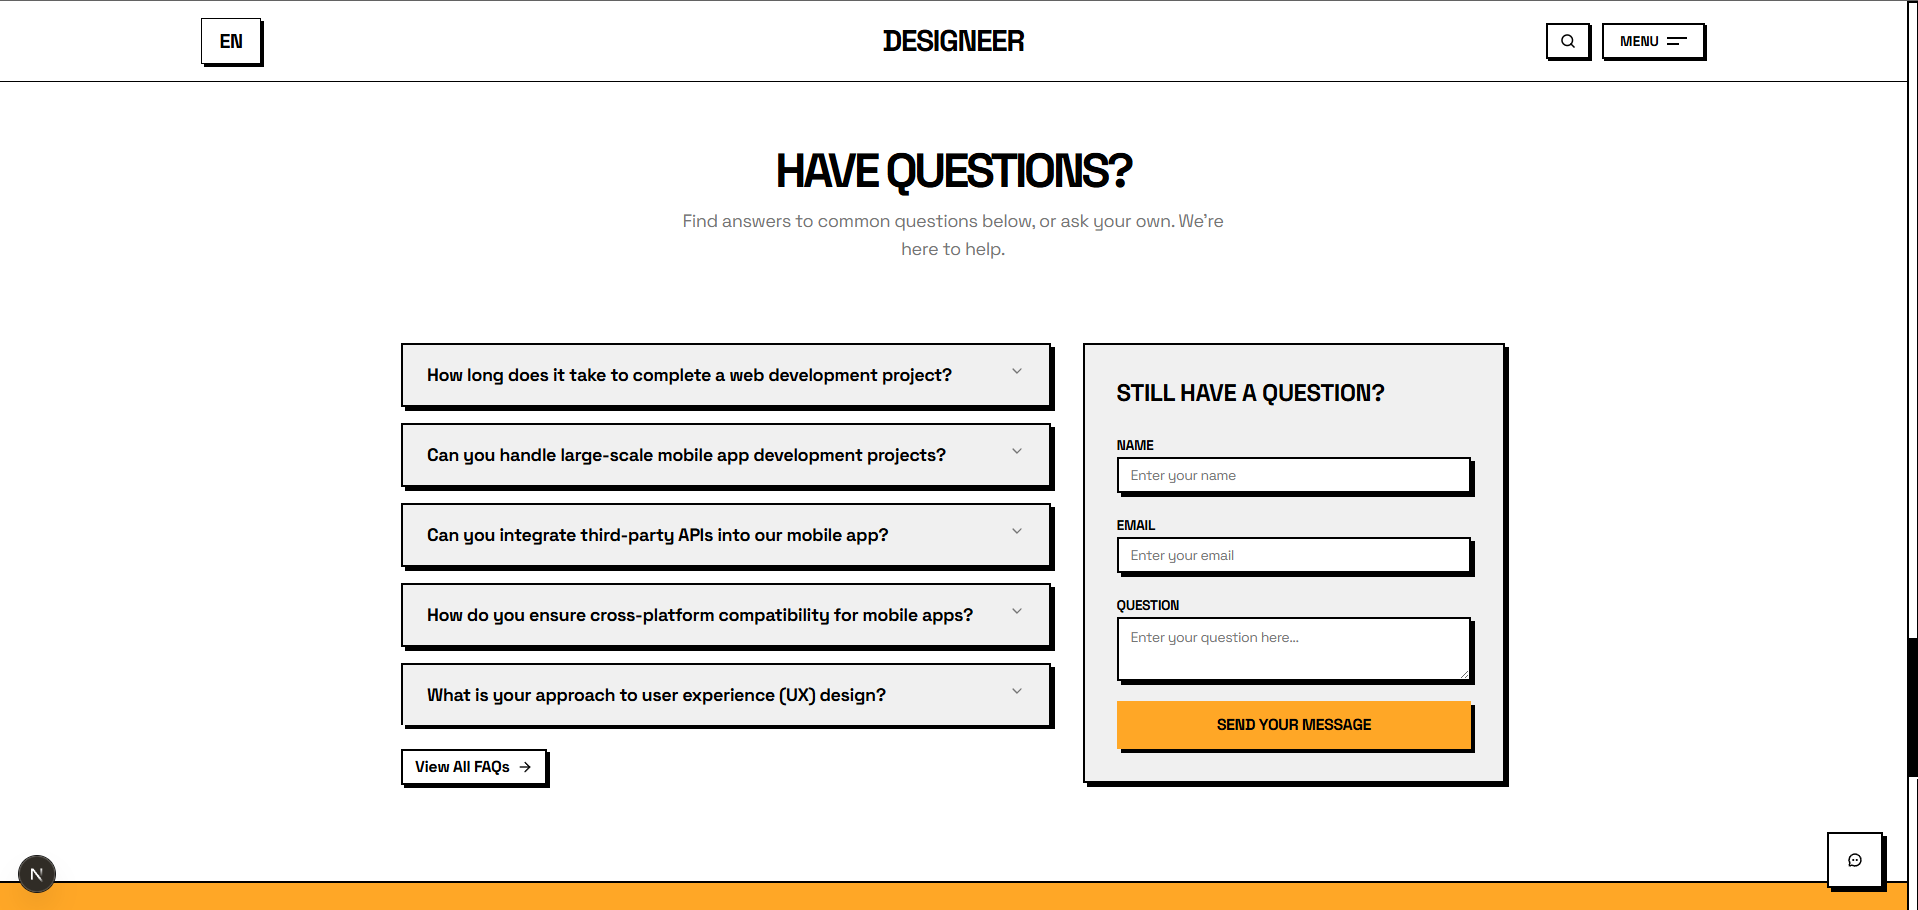 EN
DESIGNEER
MENU
HAVE QUESTIONS?
Find answers to common questions below, or ask your own. We're
here to help.
How long does it take to complete a web development project?
Can you handle large-scale mobile app development projects?
Can you integrate third-party APIs into our mobile app?
How do you ensure cross-platform compatibility for mobile apps?
What is your approach to user experience (UX) design?
View All FAQs
STILL HAVE A QUESTION?
NAME
Enter your name
EMAIL
Enter your email
QUESTION
Enter your question here...
SEND YOUR MESSAGE
N